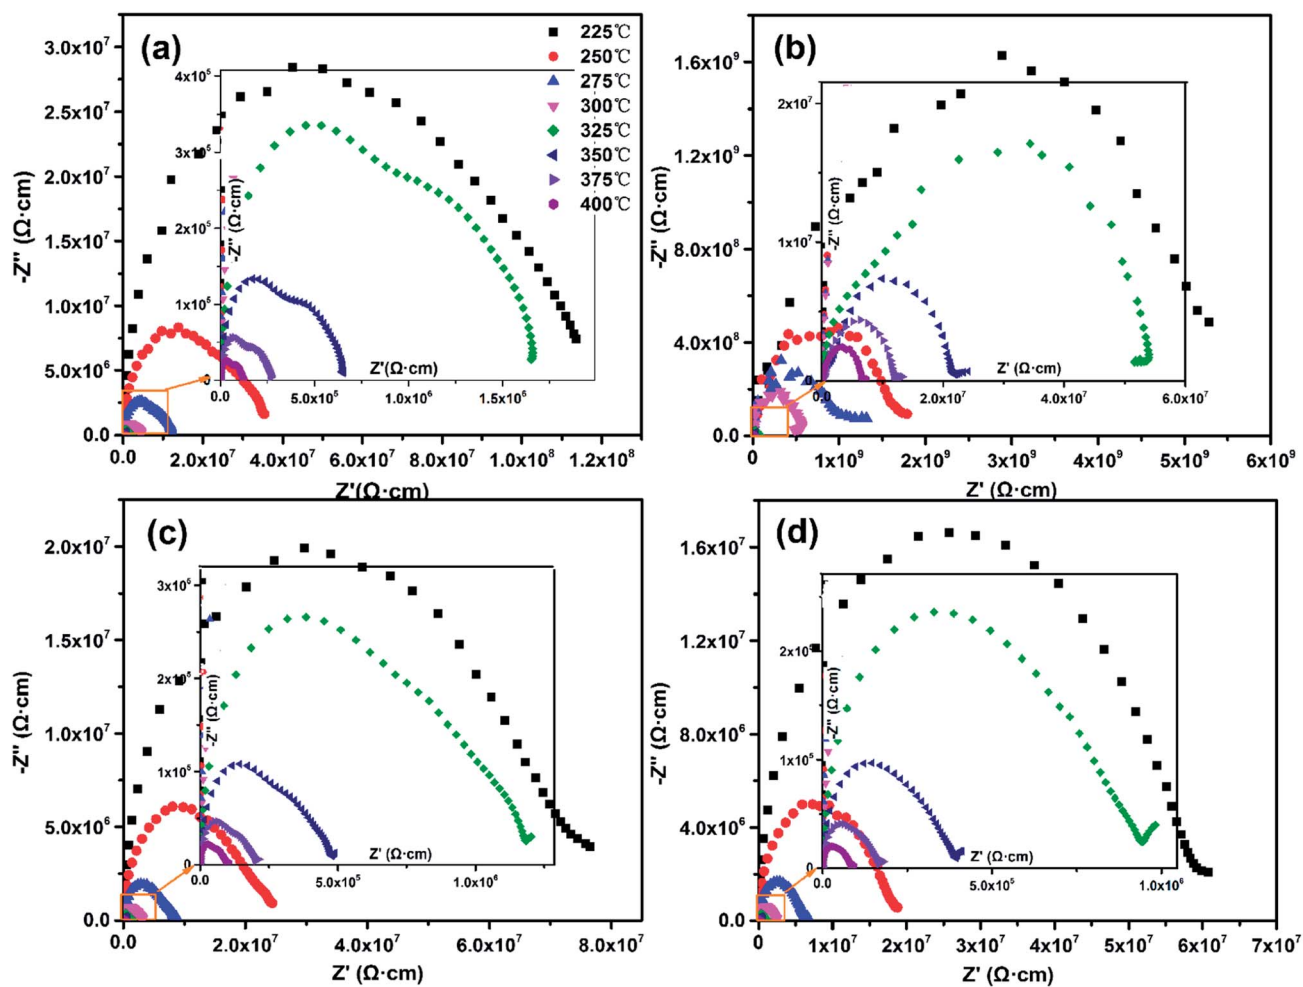 (a)
3.0x10⁷
2.5x10⁷
2.0x10⁷
1.5x10⁷
1.0x10⁷
5.0x10⁶
0.0
-Z'' (Ω·cm)
0.0 2.0x10⁷ 4.0x10⁷ 6.0x10⁷ 8.0x10⁷ 1.0x10⁸ 1.2x10⁸
Z'(Ω·cm)
225℃
250℃
275℃
300℃
325℃
350℃
375℃
400℃
4x10⁵
3x10⁵
2x10⁵
1x10⁵
0
-Z'' (Ω·cm)
Z'(Ω·cm)
0.0 5.0x10⁵ 1.0x10⁶ 1.5x10⁶
(b)
1.6x10⁹
1.2x10⁹
8.0x10⁸
4.0x10⁸
0.0
-Z'' (Ω·cm)
0 1x10⁹ 2x10⁹ 3x10⁹ 4x10⁹ 5x10⁹ 6x10⁹
Z' (Ω·cm)
2x10⁷
1x10⁷
0
-Z'' (Ω·cm)
Z' (Ω·cm)
0.0 2.0x10⁷ 4.0x10⁷ 6.0x10⁷
(c)
2.0x10⁷
1.5x10⁷
1.0x10⁷
5.0x10⁶
0.0
-Z'' (Ω·cm)
0.0 2.0x10⁷ 4.0x10⁷ 6.0x10⁷ 8.0x10⁷
Z' (Ω·cm)
3x10⁶
2x10⁵
1x10⁵
0
-Z'' (Ω·cm)
Z' (Ω·cm)
0.0 5.0x10⁵ 1.0x10⁶
(d)
1.6x10⁷
1.2x10⁷
8.0x10⁶
4.0x10⁶
0.0
-Z'' (Ω·cm)
0 1x10⁷ 2x10⁷ 3x10⁷ 4x10⁷ 5x10⁷ 6x10⁷ 7x10⁷
Z' (Ω·cm)
2x10⁵
1x10⁵
0
-Z'' (Ω·cm)
Z' (Ω·cm)
0.0 5.0x10⁵ 1.0x10⁶